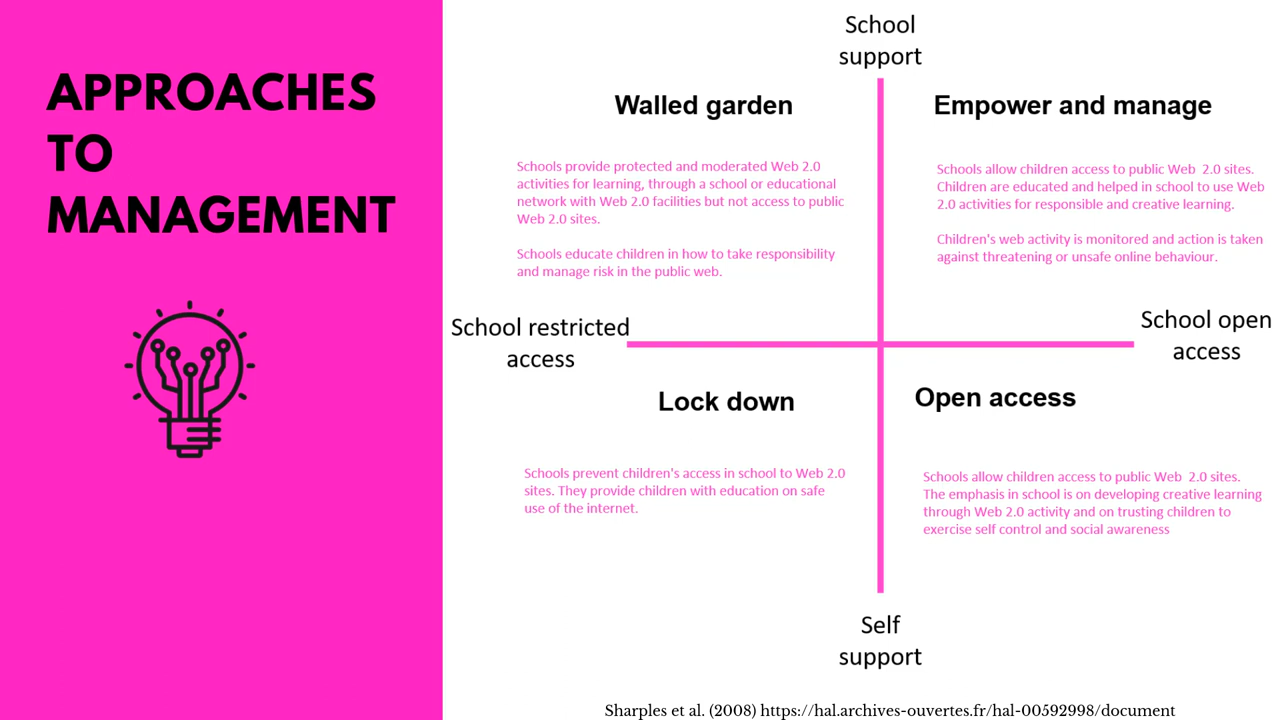 APPROACHES
TO
MANAGEMENT
School
support
Walled garden
Schools provide protected and moderated Web 2.0
activities for learning, through a school or educational
network with Web 2.0 facilities but not access to public
Web 2.0 sites.
Schools educate children in how to take responsibility
and manage risk in the public web.
Empower and manage
Schools allow children access to public Web  2.0 sites.
Children are educated and helped in school to use Web
2.0 activities for responsible and creative learning.
Children's web activity is monitored and action is taken
against threatening or unsafe online behaviour.
School restricted
access
School open
access
Lock down
Schools prevent children's access in school to Web 2.0
sites. They provide children with education on safe
use of the internet.
Open access
Schools allow children access to public Web  2.0 sites.
The emphasis in school is on developing creative learning
through Web 2.0 activity and on trusting children to
exercise self control and social awareness
Self
support
Sharples et al. (2008) https://hal.archives-ouvertes.fr/hal-00592998/document